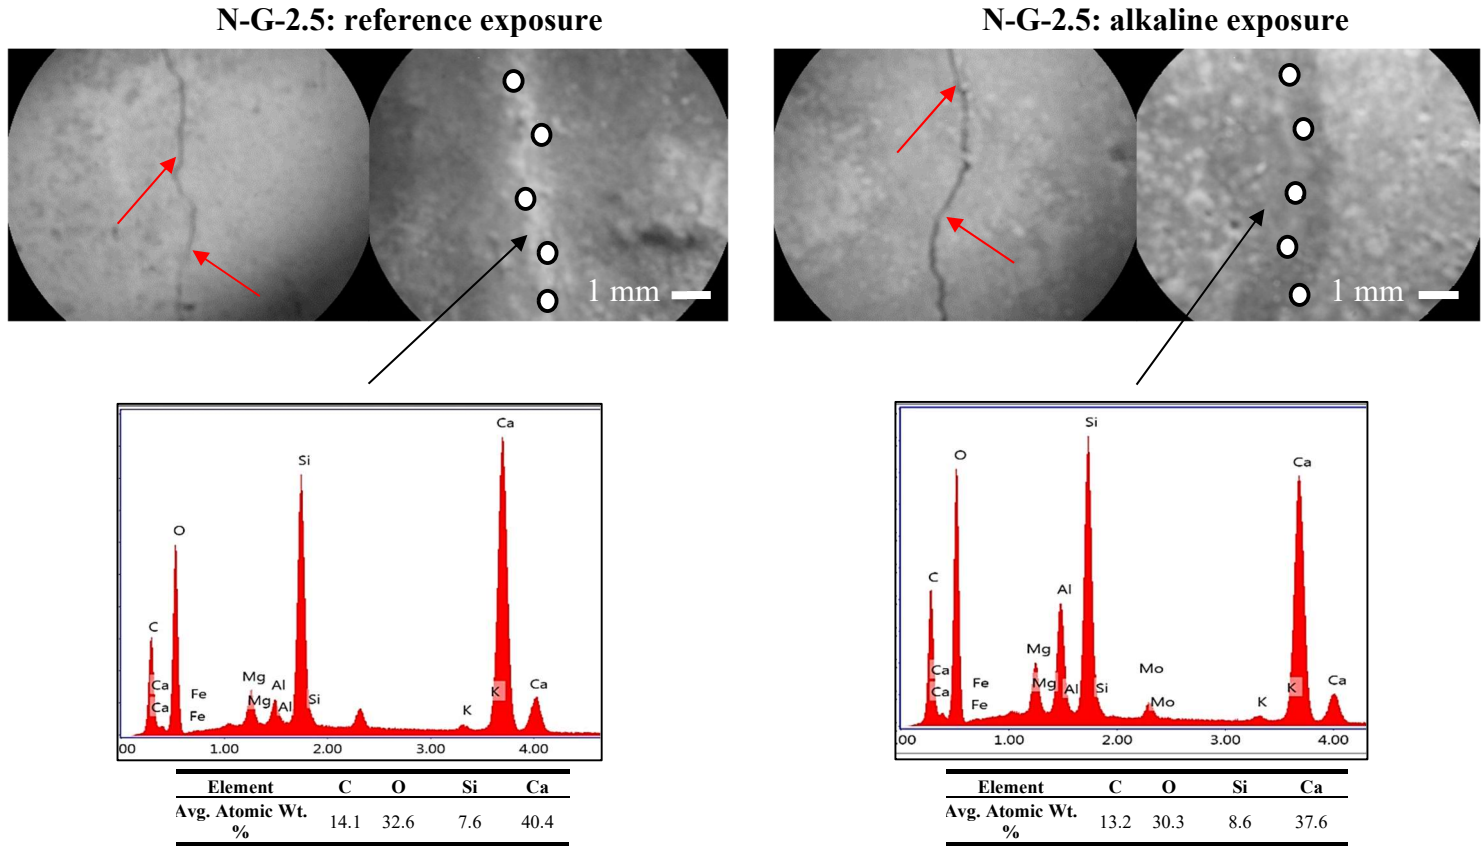 N-G-2.5: reference exposure
N-G-2.5: alkaline exposure
1 mm
1 mm
Ca
Si
O
C
Ca
Ca
Fe
Fe
Mg
Mg
Al
Al
Si
K
K
Ca
.00 1.00 2.00 3.00 4.00
Element C O Si Ca
Avg. Atomic Wt. % 14.1 32.6 7.6 40.4
Si
O
Ca
C
Ca
Ca
Fe
Fe
Mg
Mg
Al
Al
Si
Mo
Mo
K
K
Ca
.00 1.00 2.00 3.00 4.00
Element C O Si Ca
Avg. Atomic Wt. % 13.2 30.3 8.6 37.6